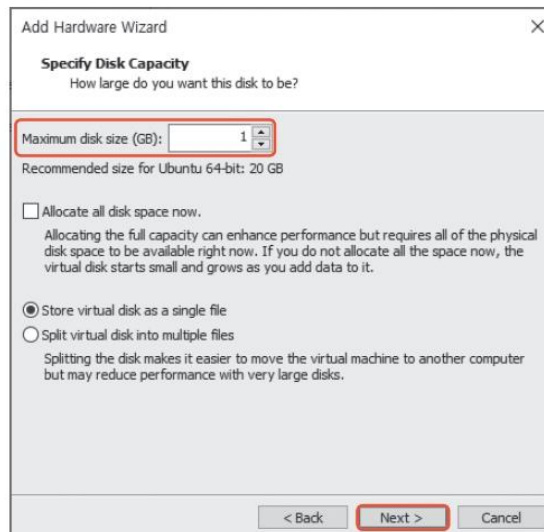 Add Hardware Wizard
Specify Disk Capacity
How large do you want this disk to be?
Maximum disk size (GB): 1
Recommended size for Ubuntu 64-bit: 20 GB
Allocate all disk space now.
Allocating the full capacity can enhance performance but requires all of the physical
disk space to be available right now. If you do not allocate all the space now, the
virtual disk starts small and grows as you add data to it.
Store virtual disk as a single file
Split virtual disk into multiple files
Splitting the disk makes it easier to move the virtual machine to another computer
but may reduce performance with very large disks.
< Back Next > Cancel